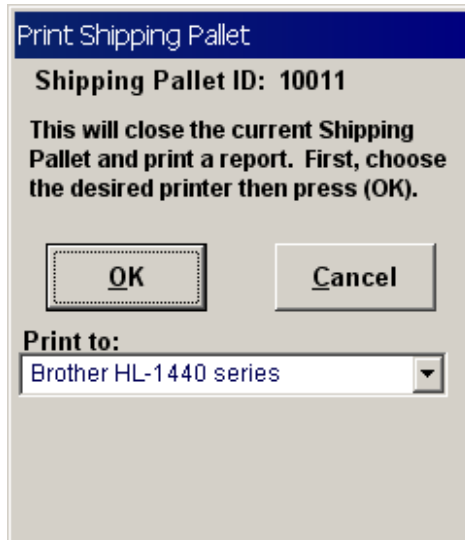 Print Shipping Pallet
Shipping Pallet ID: 10011
This will close the current Shipping
Pallet and print a report. First, choose
the desired printer then press (OK).
OK Cancel
Print to:
Brother HL-1440 series